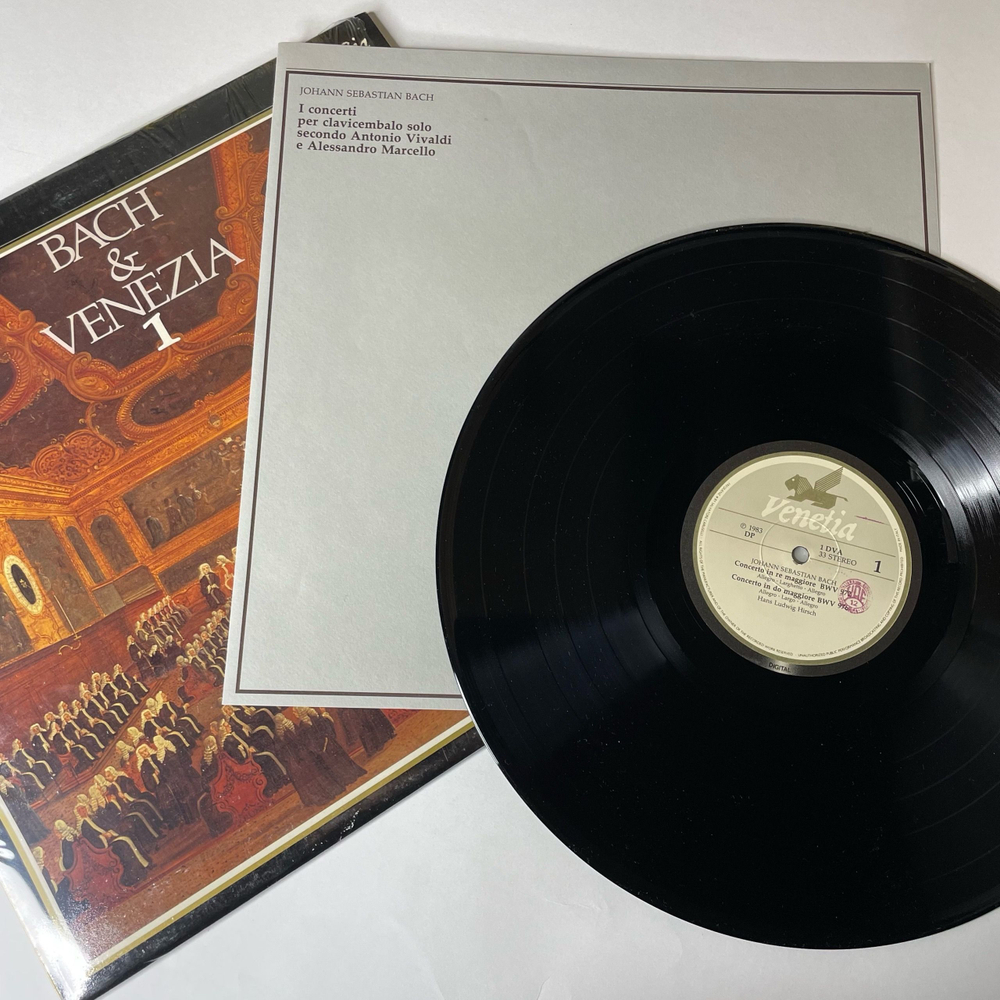 BACH
&
VENEZIA
1
JOHANN SEBASTIAN BACH
I concerti
per clavicembalo solo
secondo Antonio Vivaldi
e Alessandro Marcello
Venetia
℗ 1983
DP
1 DVA
33 STEREO
1
JOHANN SEBASTIAN BACH
Concerto in re maggiore BWV
Allegro - Larghetto - Allegro
Concerto in do maggiore BWV
Allegro - Largo - Allegro
Hans Ludwig Hirsch
12
DIGITAL